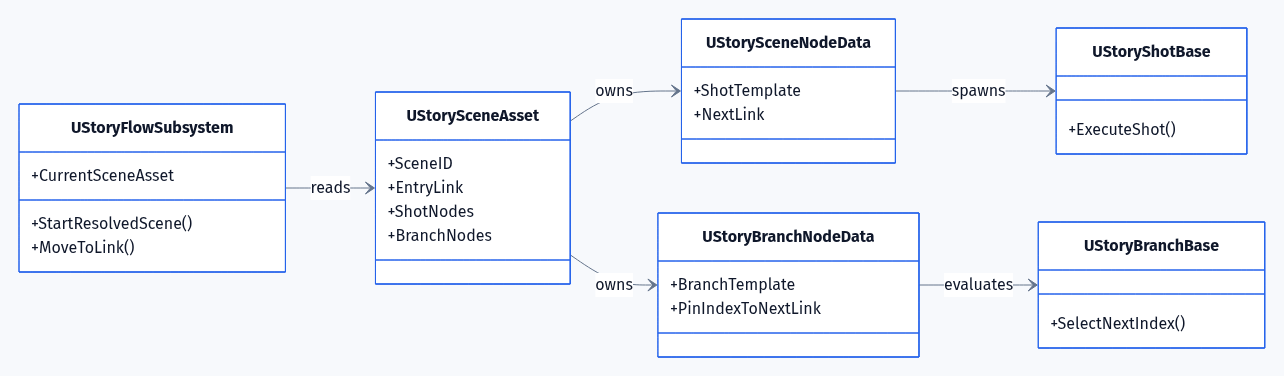 UStoryFlowSubsystem
+CurrentSceneAsset
+StartResolvedScene()
+MoveToLink()
reads
UStorySceneAsset
+SceneID
+EntryLink
+ShotNodes
+BranchNodes
owns
owns
UStorySceneNodeData
+ShotTemplate
+NextLink
spawns
UStoryShotBase
+ExecuteShot()
UStoryBranchNodeData
+BranchTemplate
+PinIndexToNextLink
evaluates
UStoryBranchBase
+SelectNextIndex()